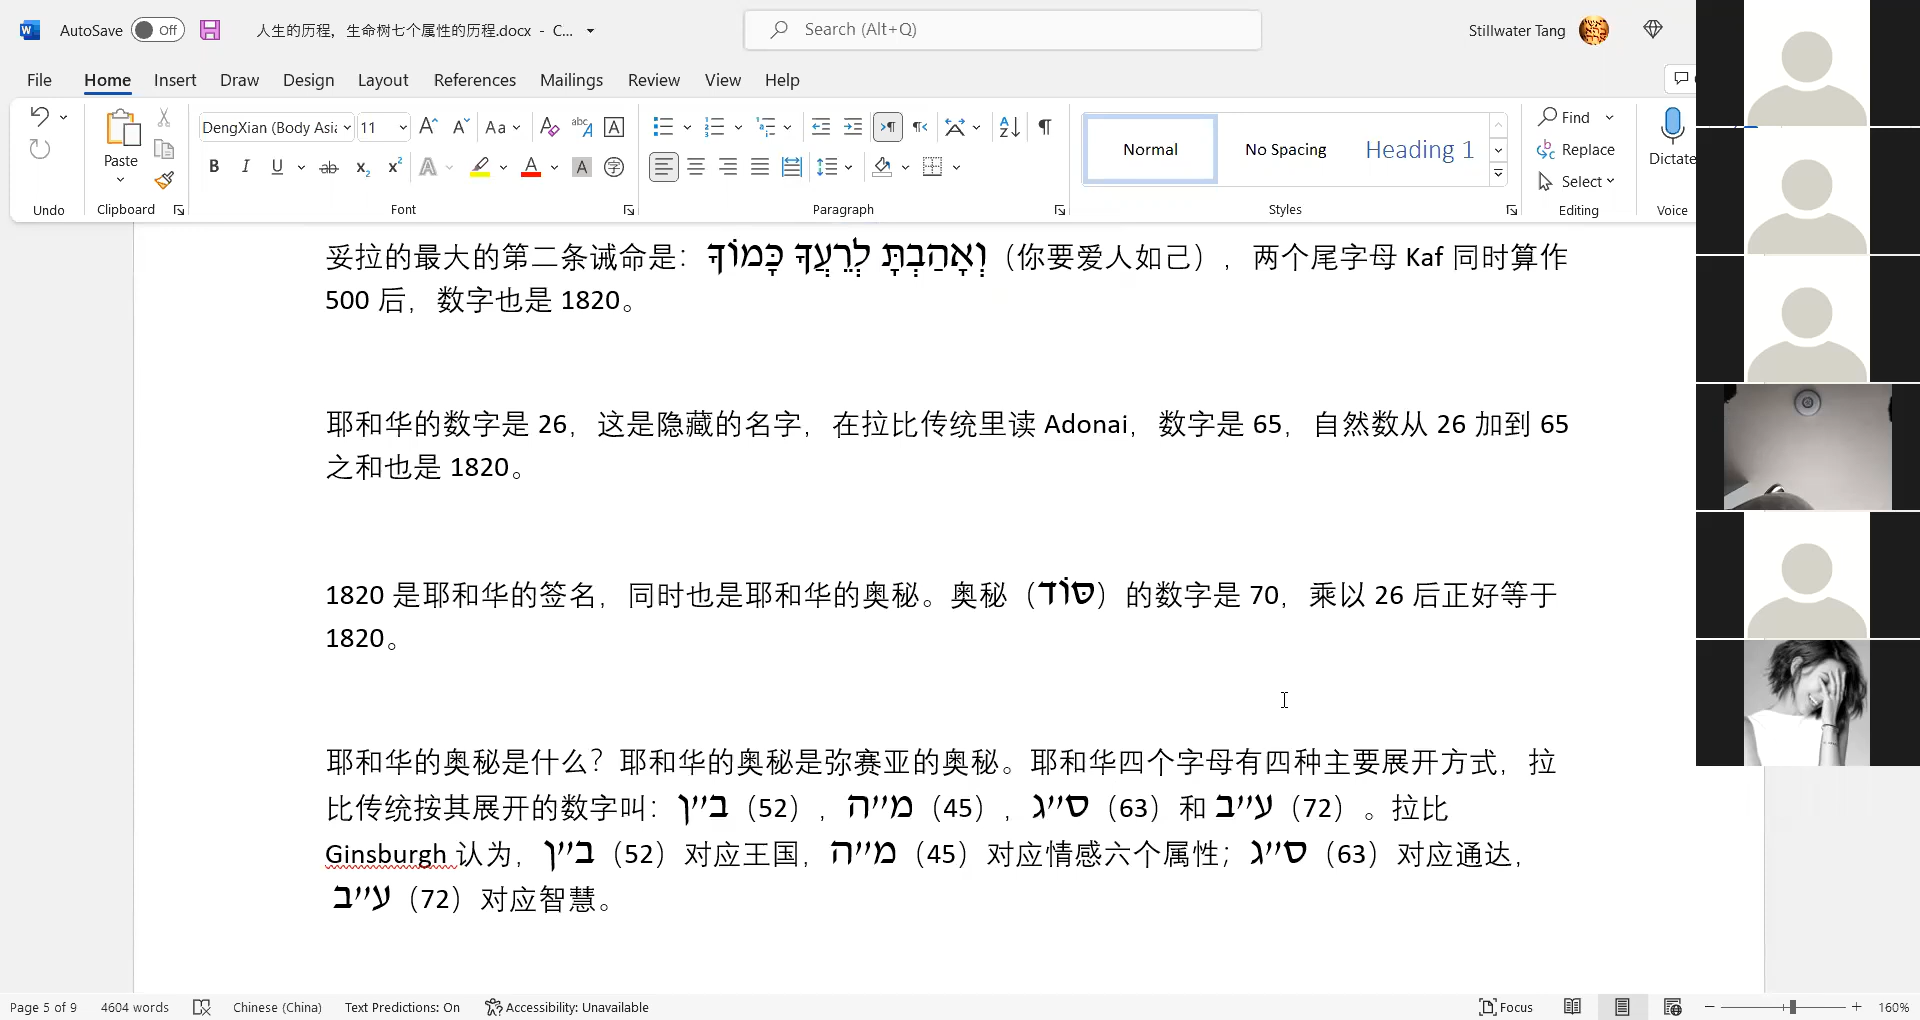 AutoSave Off 人生的历程，生命树七个属性的历程.docx - C... Search (Alt+Q) Stillwater Tang
File Home Insert Draw Design Layout References Mailings Review View Help
DengXian (Body Asia 11 Aa Find
Paste Normal No Spacing Heading 1 Replace Dictate
B I U ab x₂ x² A A A 字 Select
Undo Clipboard Font Paragraph Styles Editing Voice
妥拉的最大的第二条诫命是：וְאָהַבְתָּ לְרֵעֲךָ כָּמוֹךָ（你要爱人如己），两个尾字母 Kaf 同时算作
500 后，数字也是 1820。
耶和华的数字是 26，这是隐藏的名字，在拉比传统里读 Adonai，数字是 65，自然数从 26 加到 65
之和也是 1820。
1820 是耶和华的签名，同时也是耶和华的奥秘。奥秘（סוֹד）的数字是 70，乘以 26 后正好等于
1820。
耶和华的奥秘是什么？耶和华的奥秘是弥赛亚的奥秘。耶和华四个字母有四种主要展开方式，拉
比传统按其展开的数字叫：ב״ן（52）, מ״ה（45）, ס״ג（63）和 ע״ב（72）。拉比
Ginsburgh 认为，ב״ן（52）对应王国，מ״ה（45）对应情感六个属性；ס״ג（63）对应通达，
ע״ב（72）对应智慧。
Page 5 of 9 4604 words Chinese (China) Text Predictions: On Accessibility: Unavailable Focus 160%